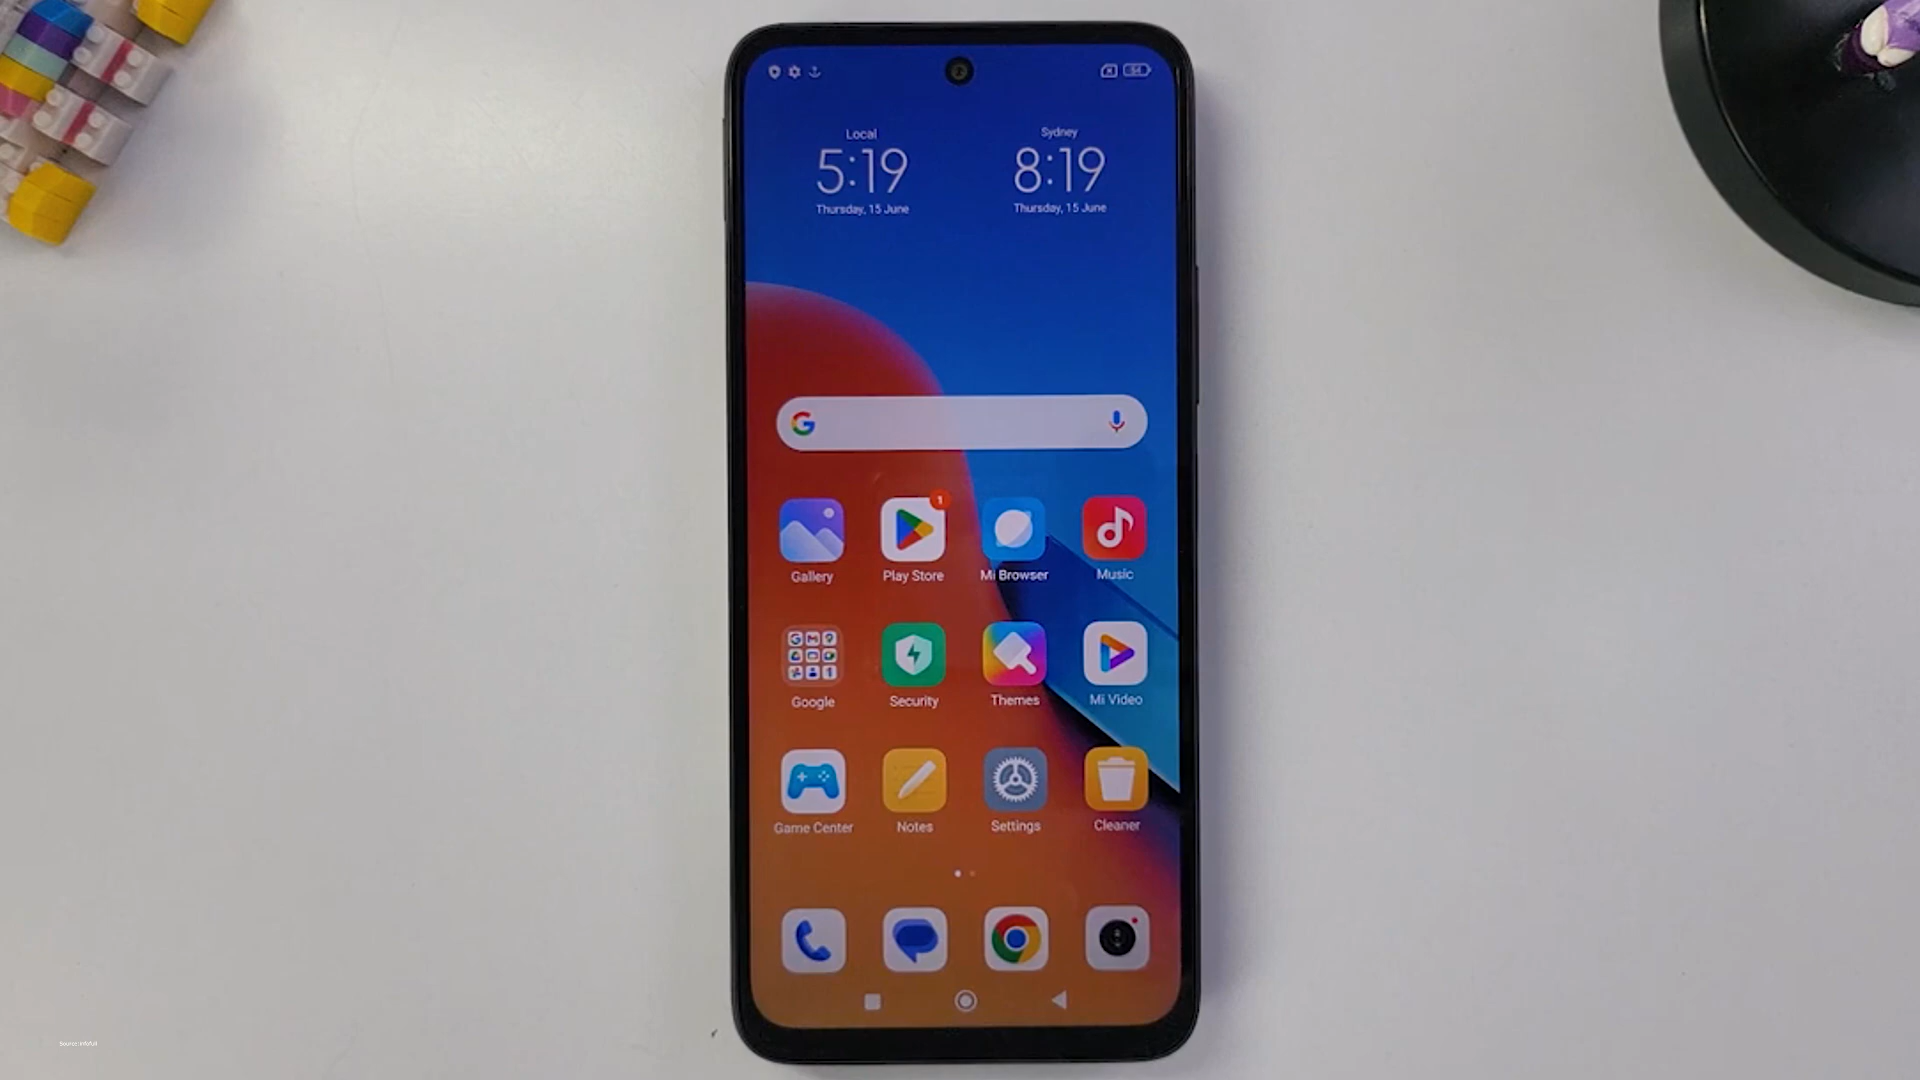 Local
Sydney
5:19
8:19
Thursday, 15 June
Thursday, 15 June
G
1
Gallery
Play Store
Mi Browser
Music
Google
Security
Themes
Mi Video
Game Center
Notes
Settings
Cleaner